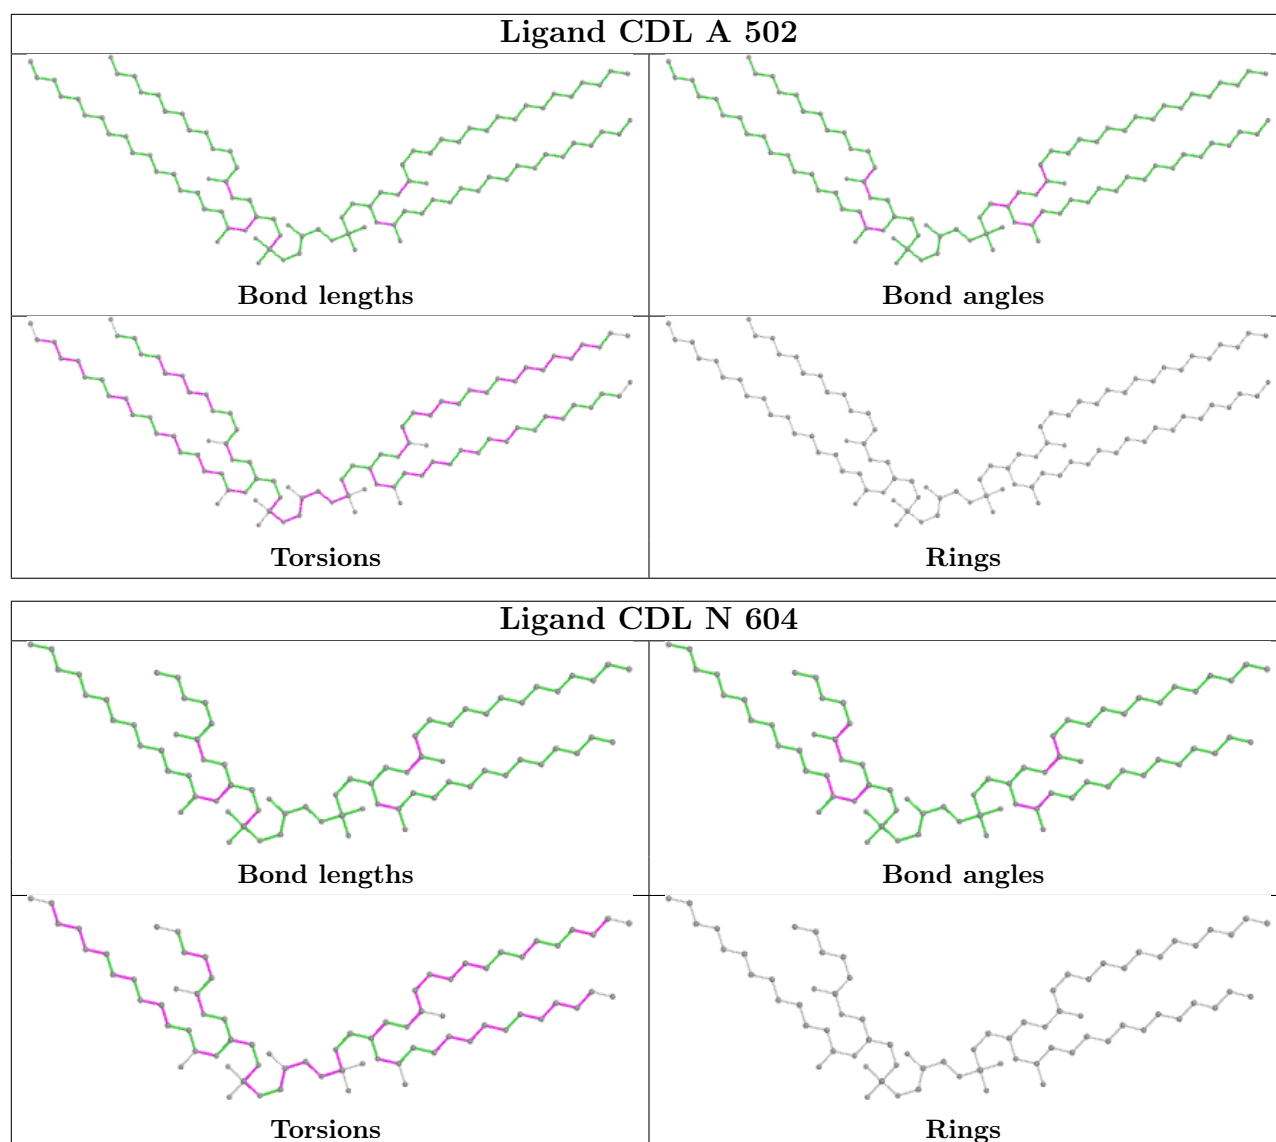 Ligand CDL A 502
Bond lengths
Bond angles
Torsions
Rings
Ligand CDL N 604
Bond lengths
Bond angles
Torsions
Rings